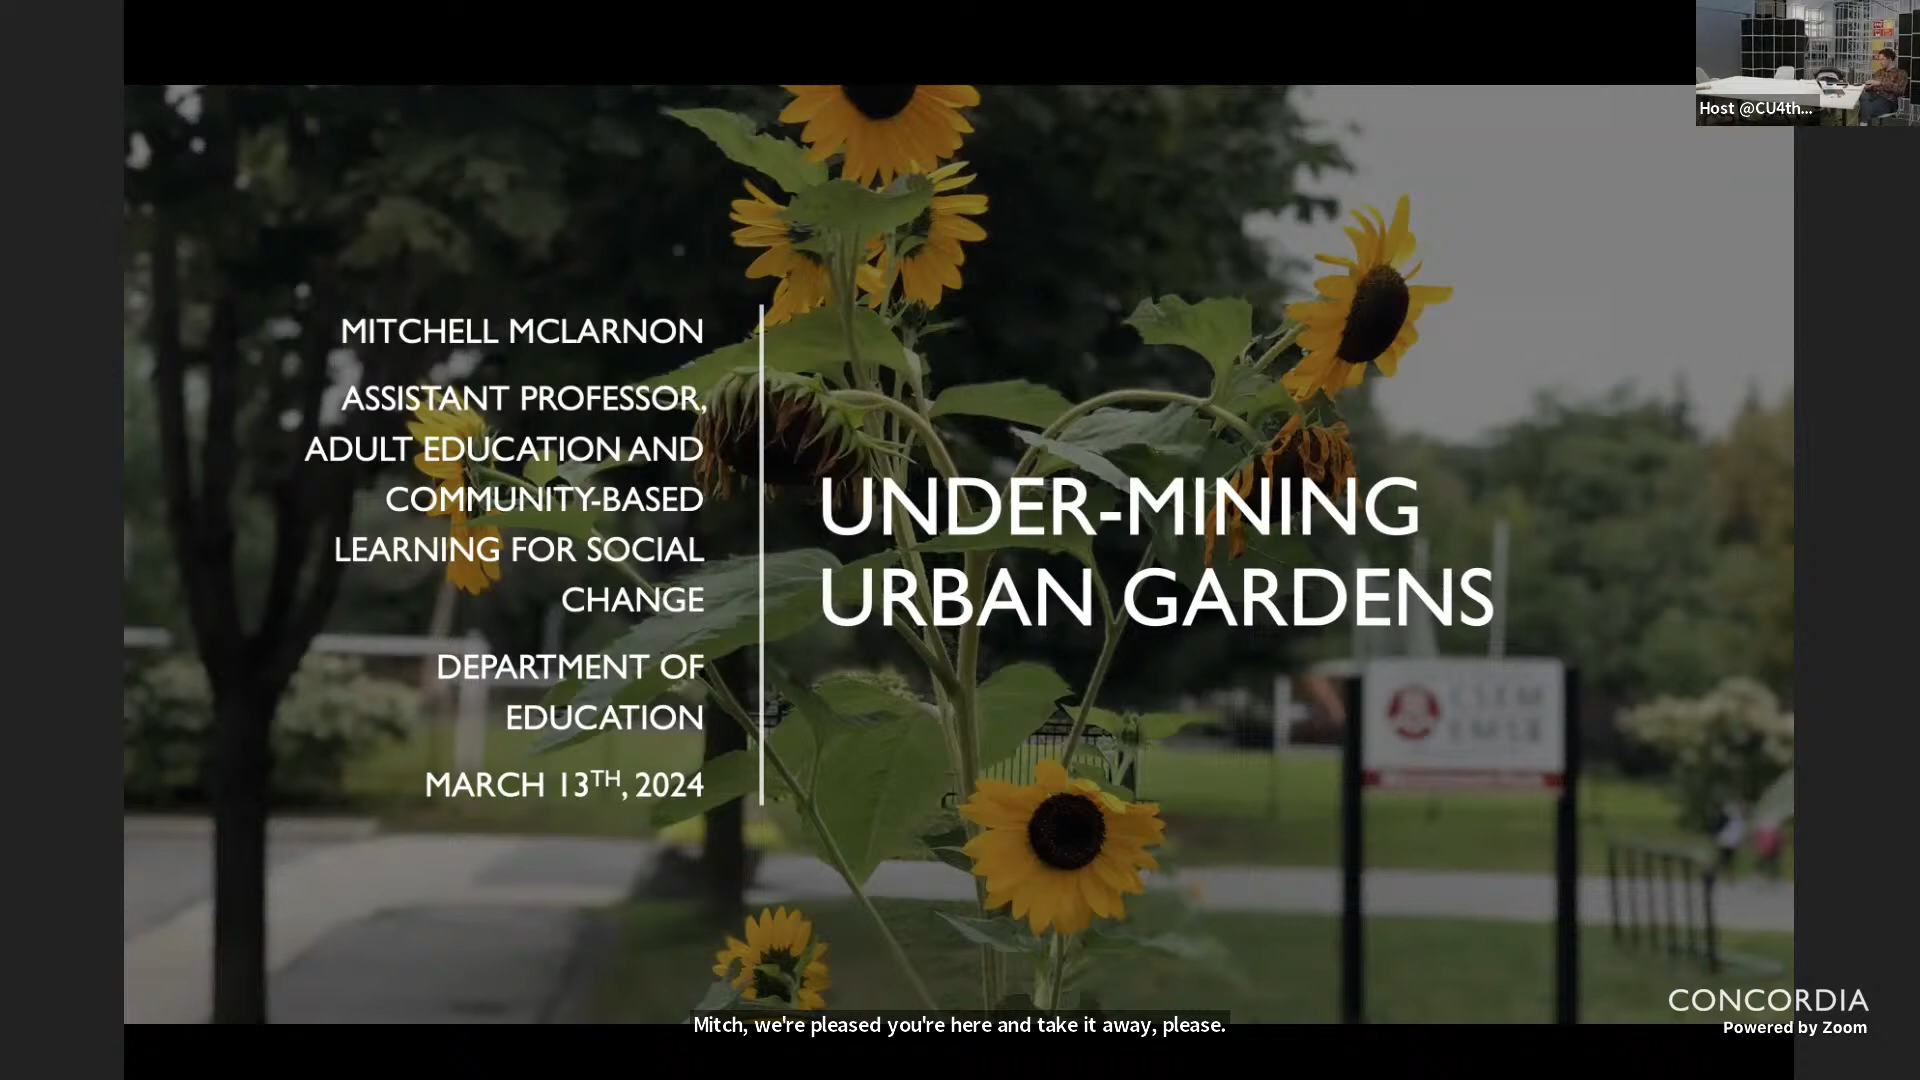 Host @CU4th...
MITCHELL MCLARNON
ASSISTANT PROFESSOR,
ADULT EDUCATION AND
COMMUNITY-BASED
LEARNING FOR SOCIAL
CHANGE
DEPARTMENT OF
EDUCATION
MARCH 13TH, 2024
UNDER-MINING
URBAN GARDENS
Mitch, we're pleased you're here and take it away, please.
CONCORDIA
Powered by Zoom